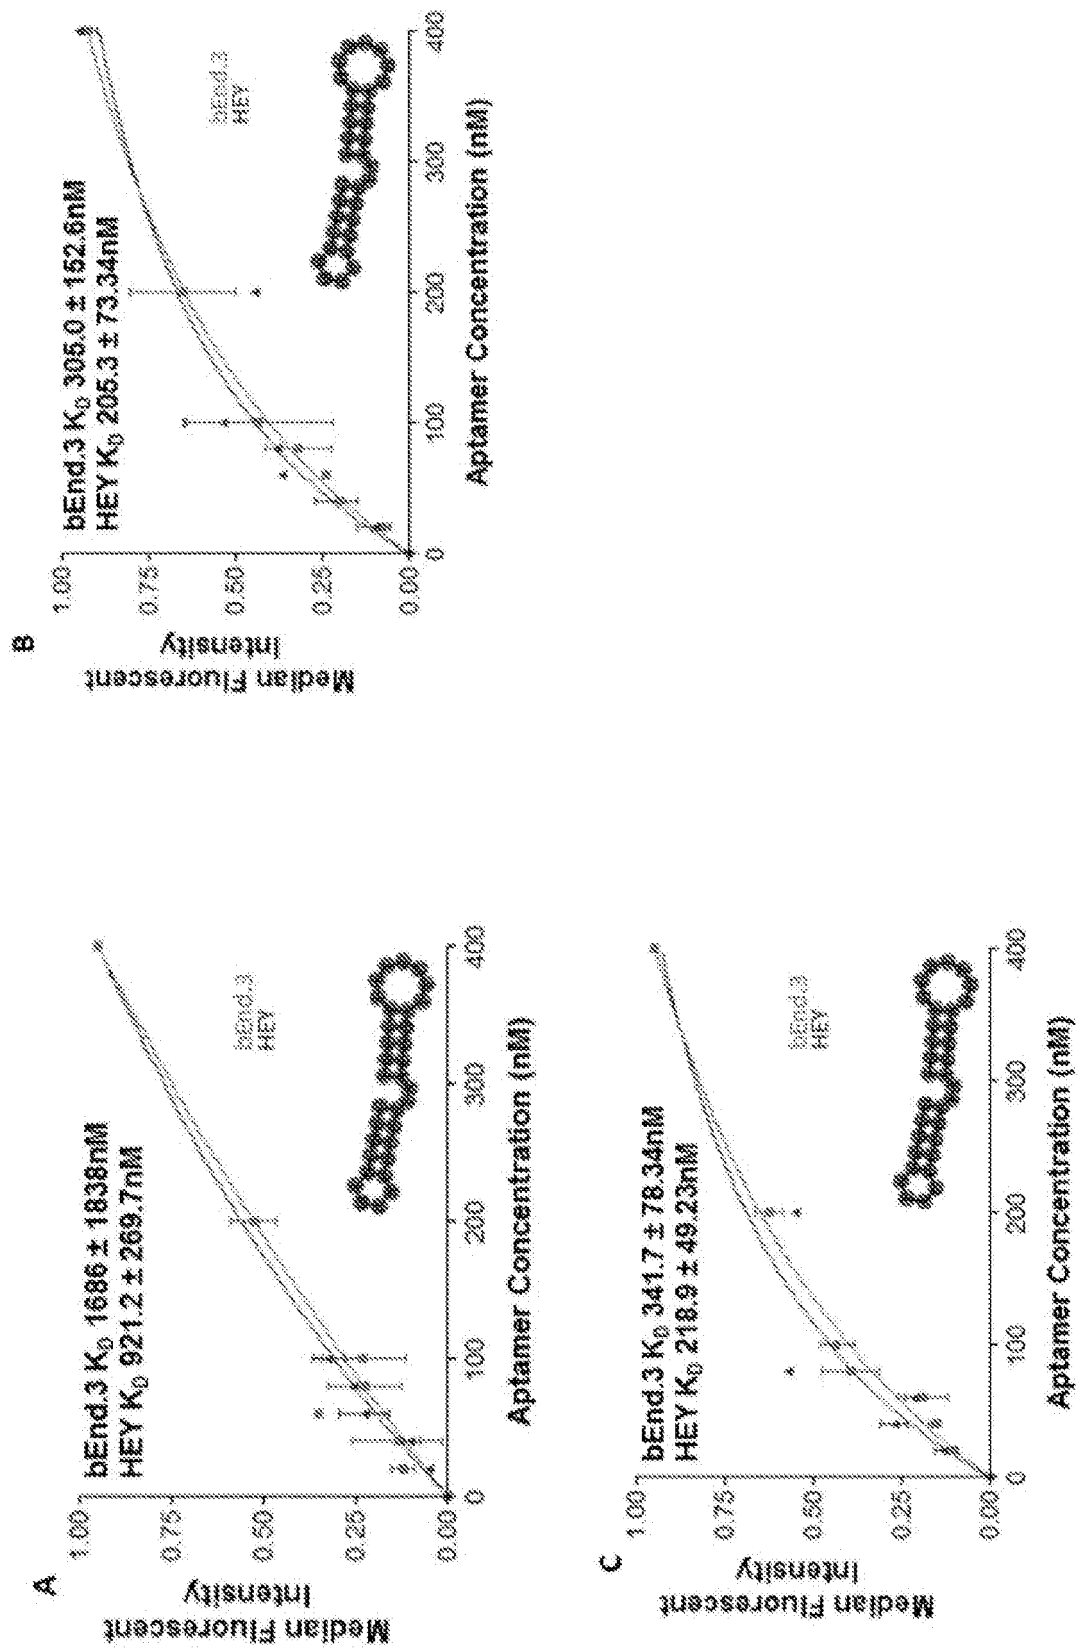 A
bEnd.3 K_D 1686 ± 1838nM
HEY K_D 921.2 ± 269.7nM
Median Fluorescent
Intensity
1.00
0.75
0.50
0.25
0.00
0 100 200 300 400
Aptamer Concentration (nM)
bEnd.3
HEY
B
bEnd.3 K_D 305.0 ± 152.6nM
HEY K_D 205.3 ± 73.34nM
Median Fluorescent
Intensity
1.00
0.75
0.50
0.25
0.00
0 100 200 300 400
Aptamer Concentration (nM)
bEnd.3
HEY
C
bEnd.3 K_D 341.7 ± 78.34nM
HEY K_D 218.9 ± 49.23nM
Median Fluorescent
Intensity
1.00
0.75
0.50
0.25
0.00
0 100 200 300 400
Aptamer Concentration (nM)
bEnd.3
HEY